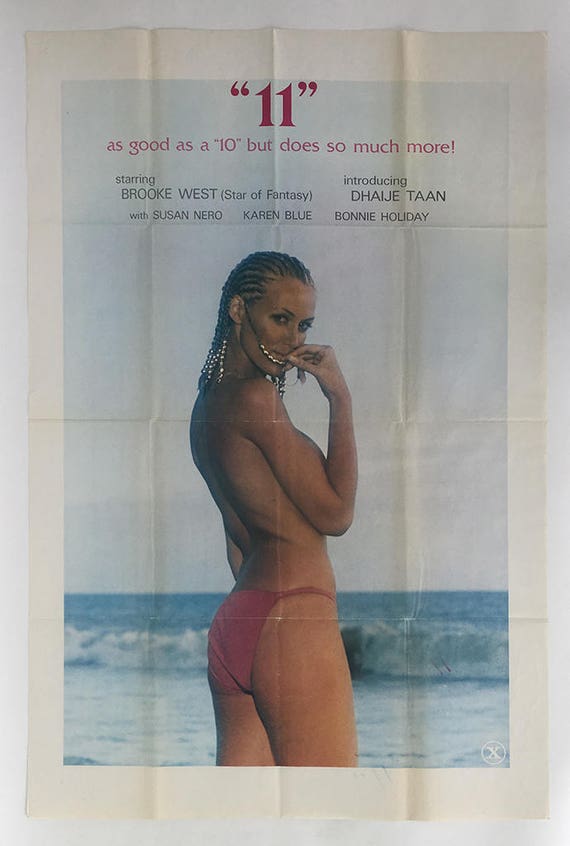 “11”
as good as a “10” but does so much more!
starring
BROOKE WEST (Star of Fantasy)
introducing
DHAIJE TAAN
with SUSAN NERO KAREN BLUE BONNIE HOLIDAY
X